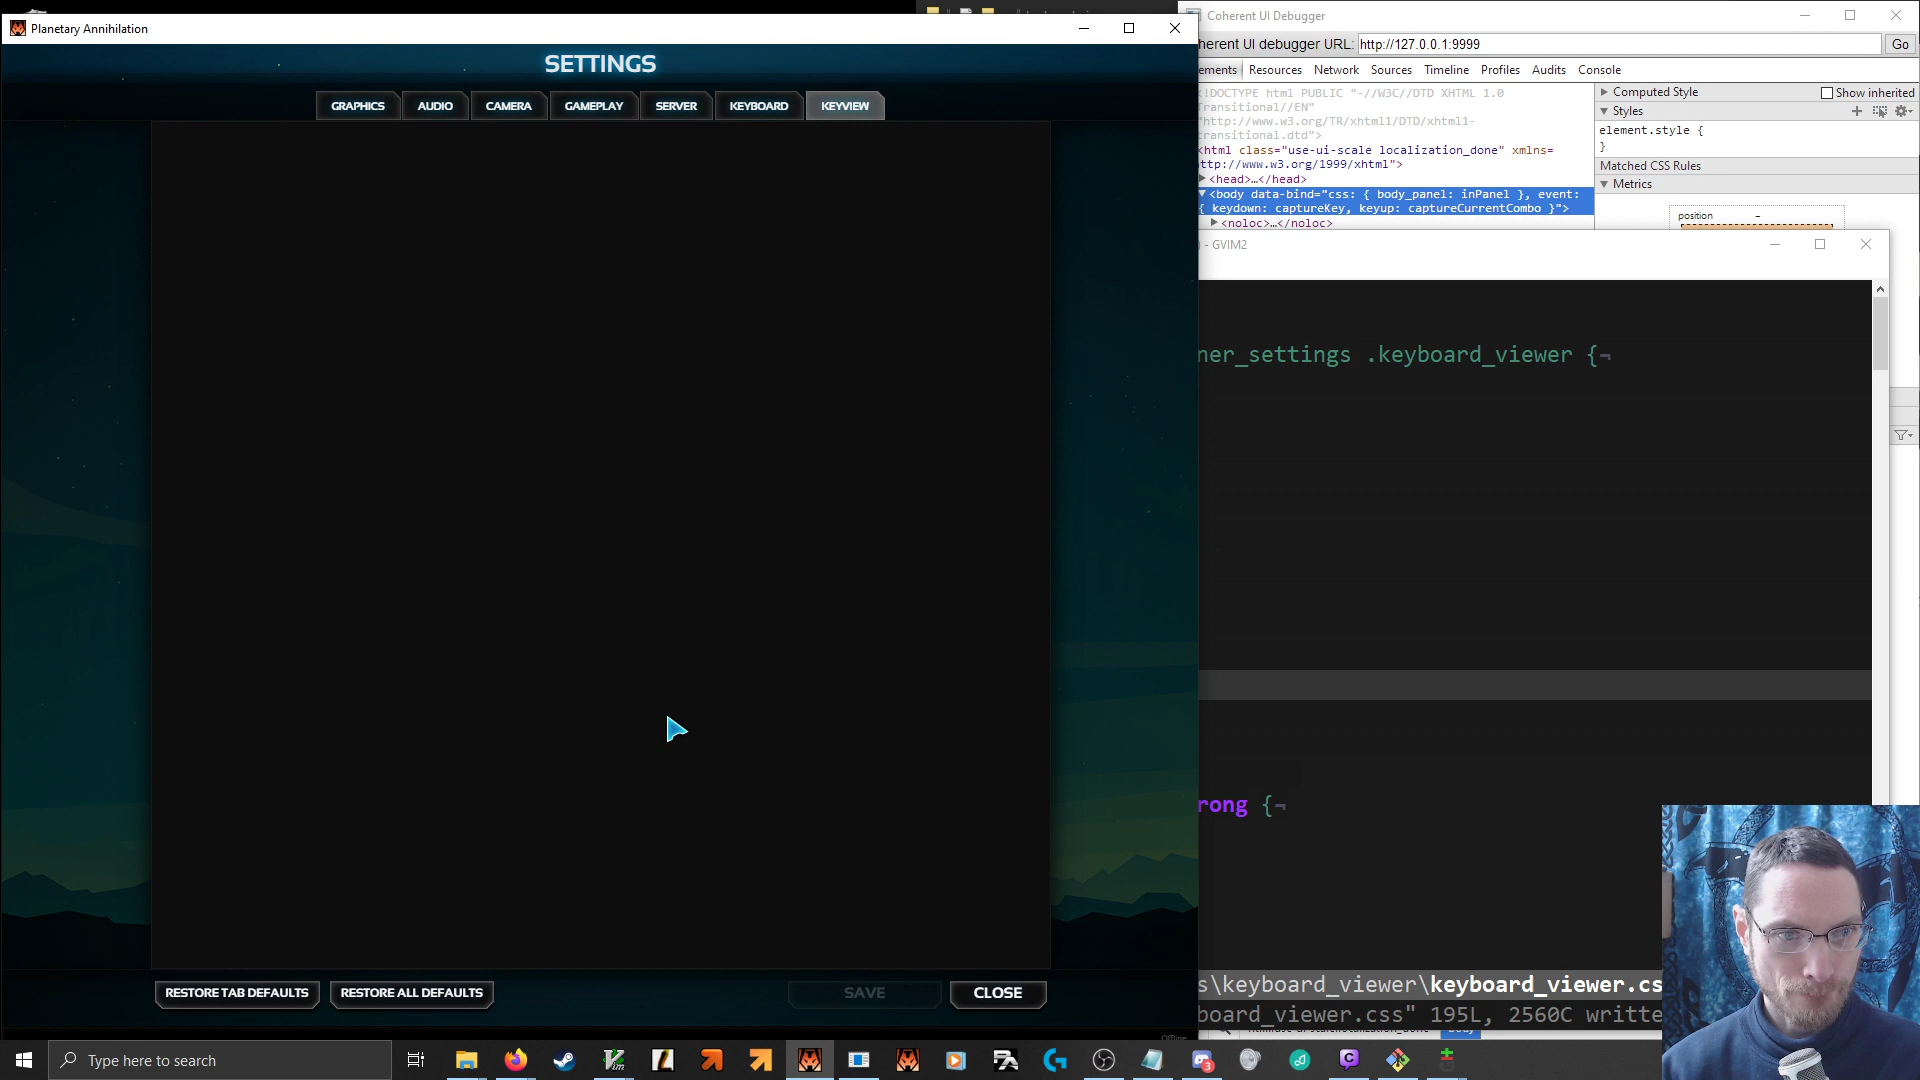 Planetary Annihilation
SETTINGS
GRAPHICS
AUDIO
CAMERA
GAMEPLAY
SERVER
KEYBOARD
KEYVIEW
RESTORE TAB DEFAULTS
RESTORE ALL DEFAULTS
SAVE
CLOSE
Offline
Coherent UI Debugger
herent UI debugger URL: http://127.0.0.1:9999
Go
ements
Resources
Network
Sources
Timeline
Profiles
Audits
Console
!DOCTYPE html PUBLIC "-//W3C//DTD XHTML 1.0
Transitional//EN"
"http://www.w3.org/TR/xhtml1/DTD/xhtml1-
transitional.dtd">
<html class="use-ui-scale localization_done" xmlns=
ttp://www.w3.org/1999/xhtml">
<head>…</head>
<body data-bind="css: { body_panel: inPanel }, event:
{ keydown: captureKey, keyup: captureCurrentCombo }">
<noloc>…</noloc>
Computed Style
Show inherited
Styles
element.style {
}
Matched CSS Rules
Metrics
position
-
) - GVIM2
ner_settings .keyboard_viewer {¬
rong {¬
s\keyboard_viewer\keyboard_viewer.cs
board_viewer.css" 195L, 2560C writte
Type here to search
3